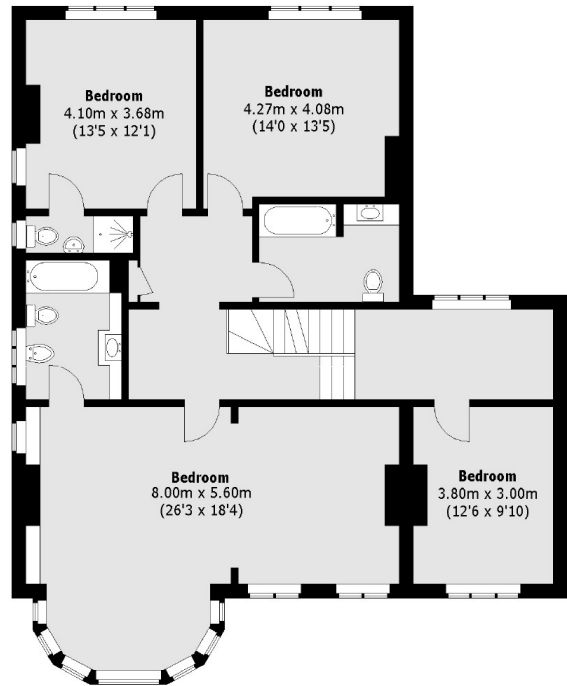 Bedroom
4.10m x 3.68m
(13'5 x 12'1)
Bedroom
4.27m x 4.08m
(14'0 x 13'5)
Bedroom
8.00m x 5.60m
(26'3 x 18'4)
Bedroom
3.80m x 3.00m
(12'6 x 9'10)